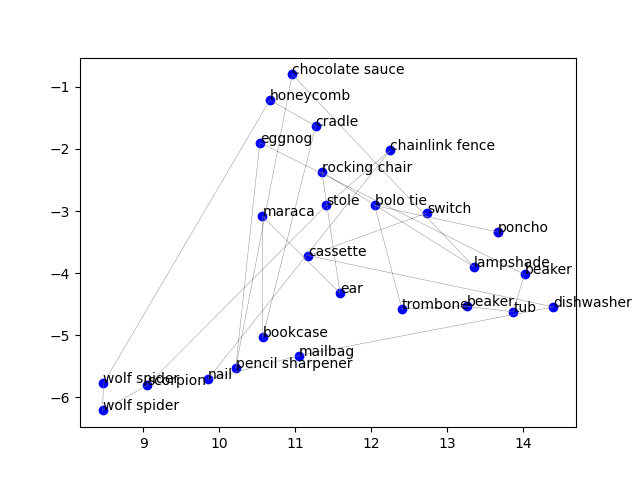 chocolate sauce
honeycomb
cradle
eggnog
chainlink fence
rocking chair
stole
bolo tie
switch
maraca
poncho
cassette
lampshade
beaker
ear
trombone
beaker
tub
dishwasher
bookcase
mailbag
pencil sharpener
nail
wolf spider
scorpion
wolf spider
−1
−2
−3
−4
−5
−6
9
10
11
12
13
14